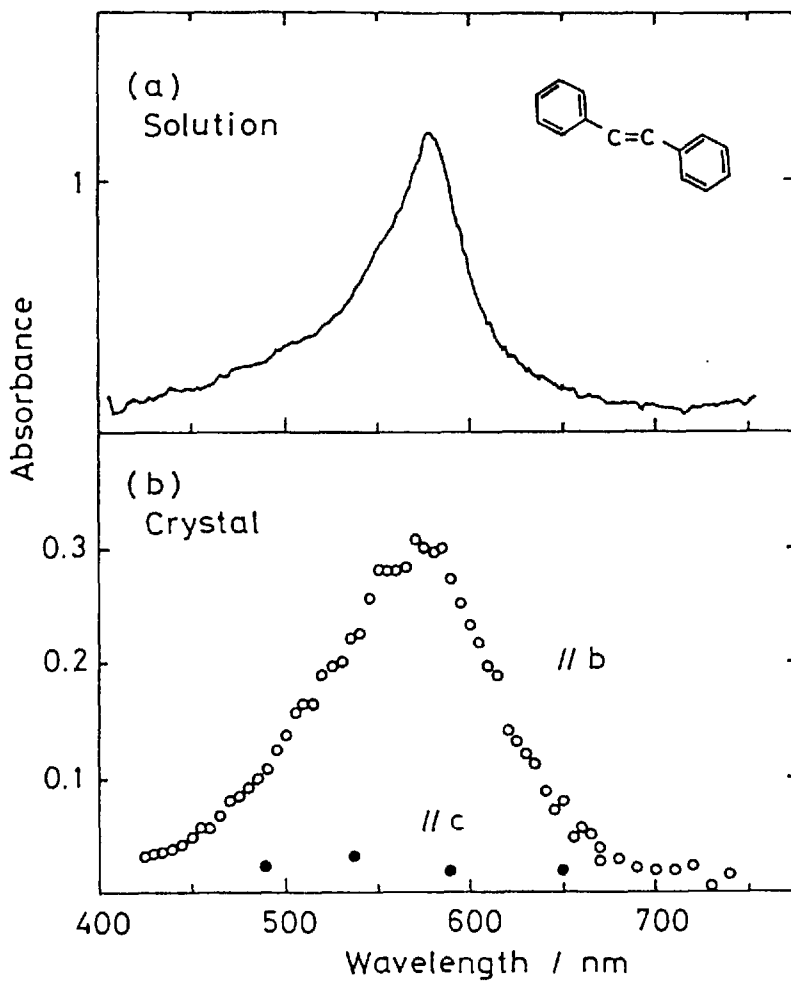 (a)
Solution
C=C
1
Absorbance
(b)
Crystal
0.3
// b
0.2
0.1
// c
400
500
600
700
Wavelength / nm